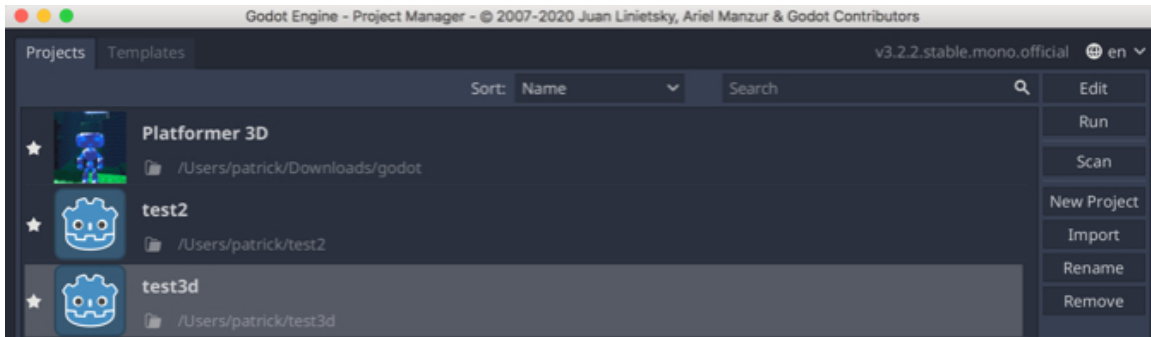 Godot Engine - Project Manager - © 2007-2020 Juan Linietsky, Ariel Manzur & Godot Contributors
Projects Templates v3.2.2.stable.mono.official en
Sort: Name Search Edit
Run
Platformer 3D
/Users/patrick/Downloads/godot
Scan
test2
New Project
/Users/patrick/test2
Import
Rename
test3d
Remove
/Users/patrick/test3d